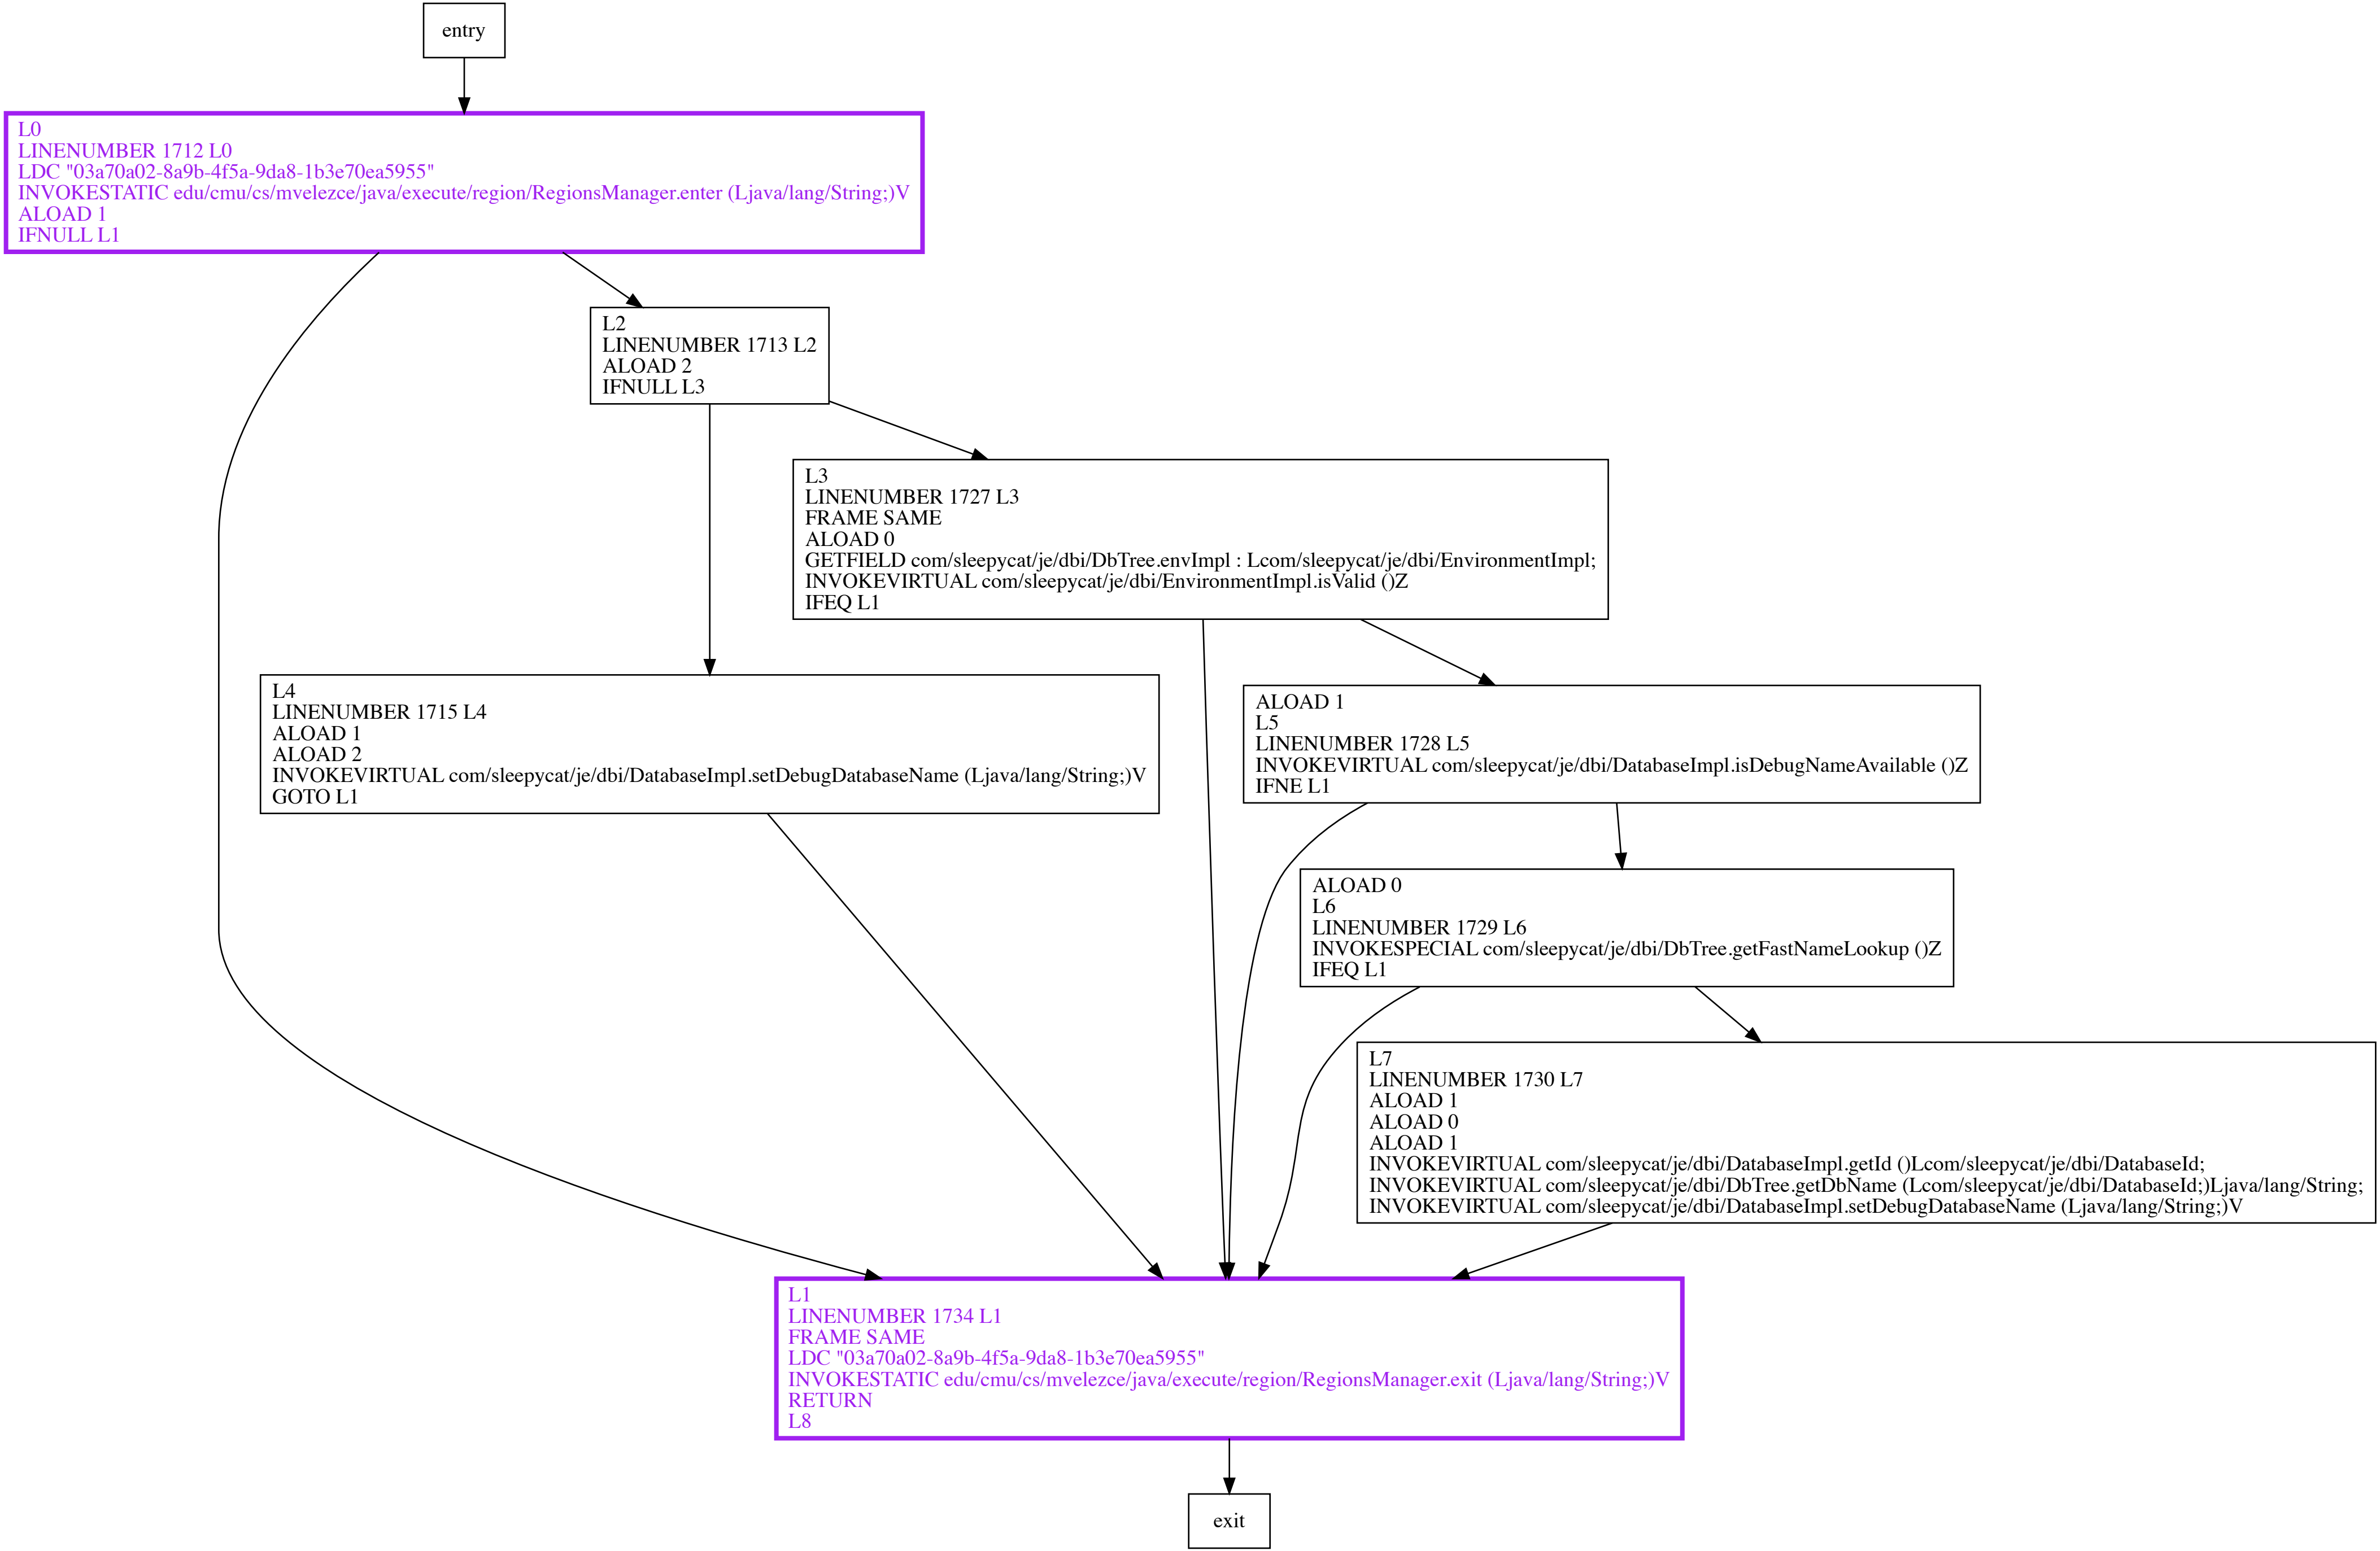 entry
L0
LINENUMBER 1712 L0
LDC "03a70a02-8a9b-4f5a-9da8-1b3e70ea5955"
INVOKESTATIC edu/cmu/cs/mvelezce/java/execute/region/RegionsManager.enter (Ljava/lang/String;)V
ALOAD 1
IFNULL L1
L2
LINENUMBER 1713 L2
ALOAD 2
IFNULL L3
L3
LINENUMBER 1727 L3
FRAME SAME
ALOAD 0
GETFIELD com/sleepycat/je/dbi/DbTree.envImpl : Lcom/sleepycat/je/dbi/EnvironmentImpl;
INVOKEVIRTUAL com/sleepycat/je/dbi/EnvironmentImpl.isValid ()Z
IFEQ L1
L4
LINENUMBER 1715 L4
ALOAD 1
ALOAD 2
INVOKEVIRTUAL com/sleepycat/je/dbi/DatabaseImpl.setDebugDatabaseName (Ljava/lang/String;)V
GOTO L1
ALOAD 1
L5
LINENUMBER 1728 L5
INVOKEVIRTUAL com/sleepycat/je/dbi/DatabaseImpl.isDebugNameAvailable ()Z
IFNE L1
ALOAD 0
L6
LINENUMBER 1729 L6
INVOKESPECIAL com/sleepycat/je/dbi/DbTree.getFastNameLookup ()Z
IFEQ L1
L7
LINENUMBER 1730 L7
ALOAD 1
ALOAD 0
ALOAD 1
INVOKEVIRTUAL com/sleepycat/je/dbi/DatabaseImpl.getId ()Lcom/sleepycat/je/dbi/DatabaseId;
INVOKEVIRTUAL com/sleepycat/je/dbi/DbTree.getDbName (Lcom/sleepycat/je/dbi/DatabaseId;)Ljava/lang/String;
INVOKEVIRTUAL com/sleepycat/je/dbi/DatabaseImpl.setDebugDatabaseName (Ljava/lang/String;)V
L1
LINENUMBER 1734 L1
FRAME SAME
LDC "03a70a02-8a9b-4f5a-9da8-1b3e70ea5955"
INVOKESTATIC edu/cmu/cs/mvelezce/java/execute/region/RegionsManager.exit (Ljava/lang/String;)V
RETURN
L8
exit